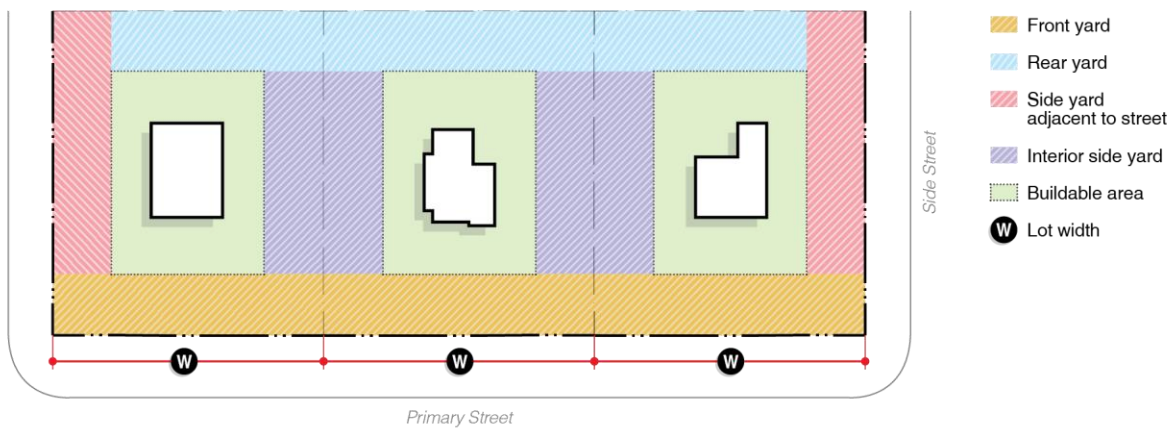 Front yard
Rear yard
Side yard
adjacent to street
Interior side yard
Buildable area
W Lot width
Side Street
W
W
W
Primary Street